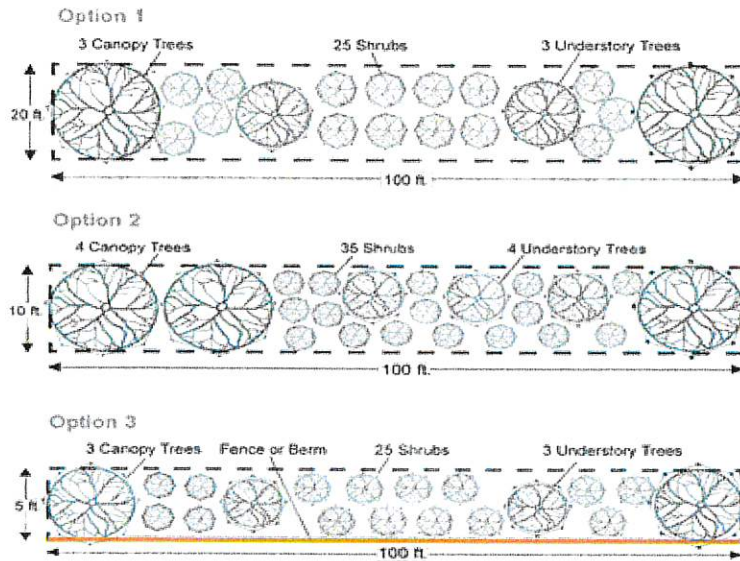 Option 1
3 Canopy Trees 25 Shrubs 3 Understory Trees
20 ft.
100 ft.
Option 2
4 Canopy Trees 35 Shrubs 4 Understory Trees
10 ft.
100 ft.
Option 3
3 Canopy Trees Fence or Berm 25 Shrubs 3 Understory Trees
5 ft.
100 ft.